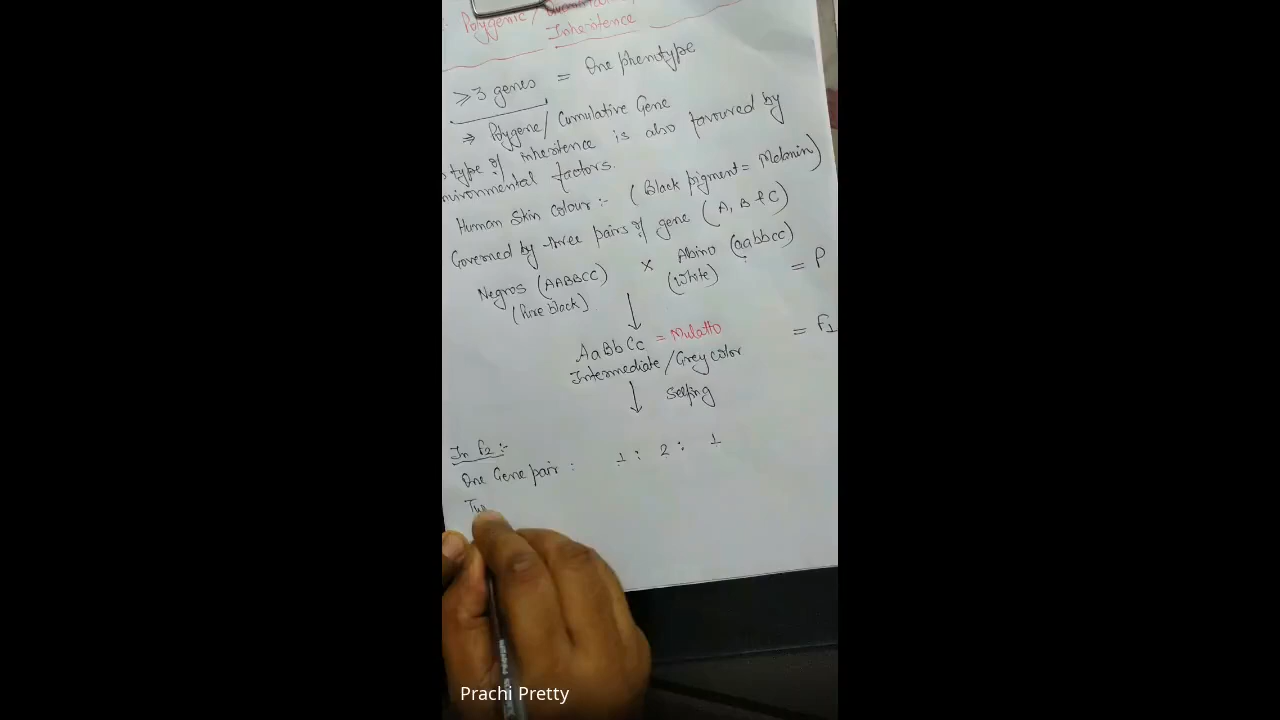 : Polygenic /
Inheritence
⩾3 genes = One phenotype
⇒ Polygene/ Cumulative Gene
type of inheritence is also favoured by
nvironmental factors.
Human Skin Colour :- (Black pigment = Melanin)
Governed by three pairs of gene (A, B & C)
Negros (AABBCC) × Albino (aabbcc)
(Pure black) (White) = P
AaBbCc = Mulatto = F1
Intermediate/Grey color
Selfing
In F2 :-
One Gene pair : 1 : 2 : 1
Tw
Prachi Pretty